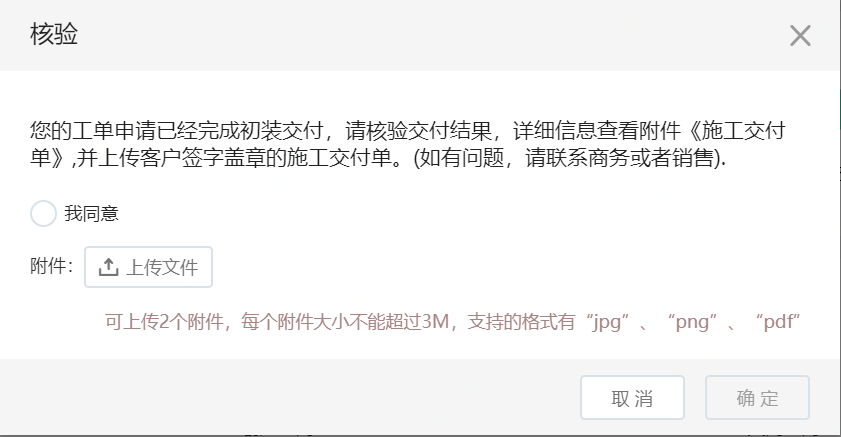 核验
您的工单申请已经完成初装交付，请核验交付结果，详细信息查看附件《施工交付
单》,并上传客户签字盖章的施工交付单。(如有问题，请联系商务或者销售).
我同意
附件： 上传文件
可上传2个附件，每个附件大小不能超过3M，支持的格式有“jpg”、“png”、“pdf”
取 消 确 定